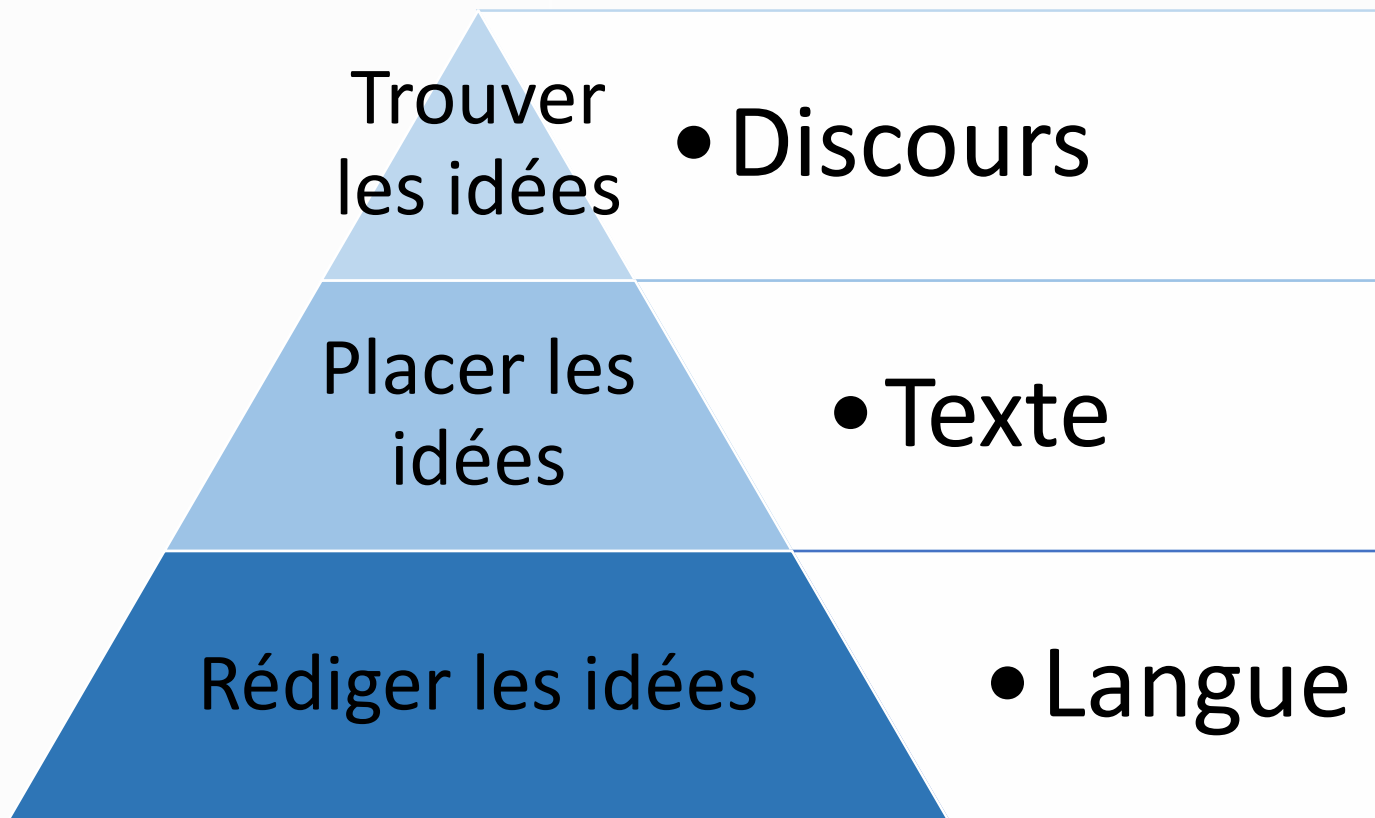 Trouver
les idées
• Discours
Placer les
idées
• Texte
Rédiger les idées
• Langue